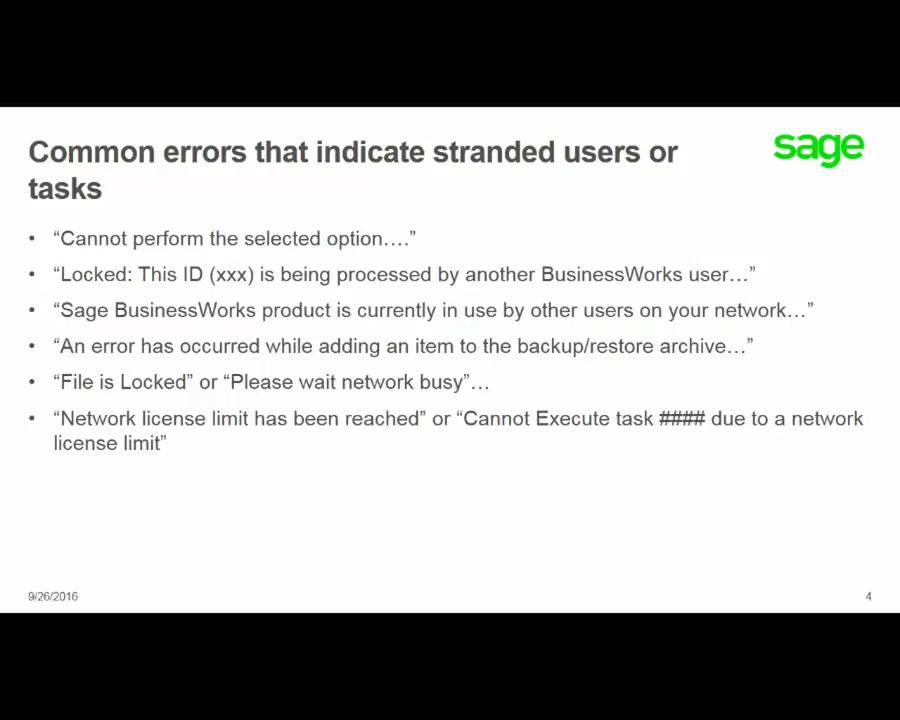 Common errors that indicate stranded users or
tasks
sage
• “Cannot perform the selected option….”
• “Locked: This ID (xxx) is being processed by another BusinessWorks user…”
• “Sage BusinessWorks product is currently in use by other users on your network…”
• “An error has occurred while adding an item to the backup/restore archive…”
• “File is Locked” or “Please wait network busy”…
• “Network license limit has been reached” or “Cannot Execute task #### due to a network
license limit”
9/26/2016
4